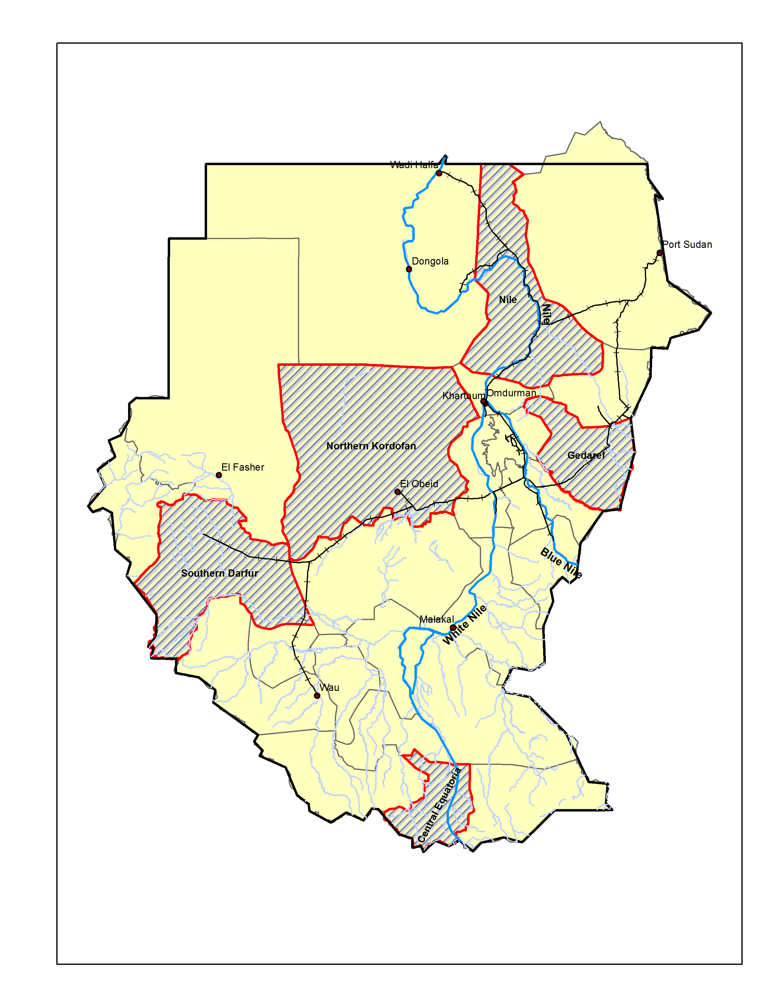 Wadi Halfa
Port Sudan
Dongola
Nile
Nile
Omdurman
Khartoum
Northern Kordofan
Gedaref
El Fasher
El Obeid
Blue Nile
Southern Darfur
Malakal
White Nile
Wau
Central Equatoria